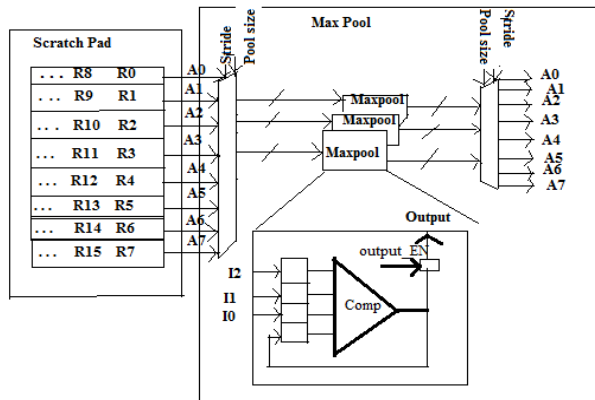 Max Pool
Scratch Pad
Stride
Pool size
Pool size
Stride
... R8 R0
... R9 R1
... R10 R2
... R11 R3
... R12 R4
... R13 R5
... R14 R6
... R15 R7
A0
A1
A2
A3
A4
A5
A6
A7
Maxpool
Maxpool
Maxpool
A0
A1
A2
A3
A4
A5
A6
A7
Output
output_EN
I2
I1
I0
Comp